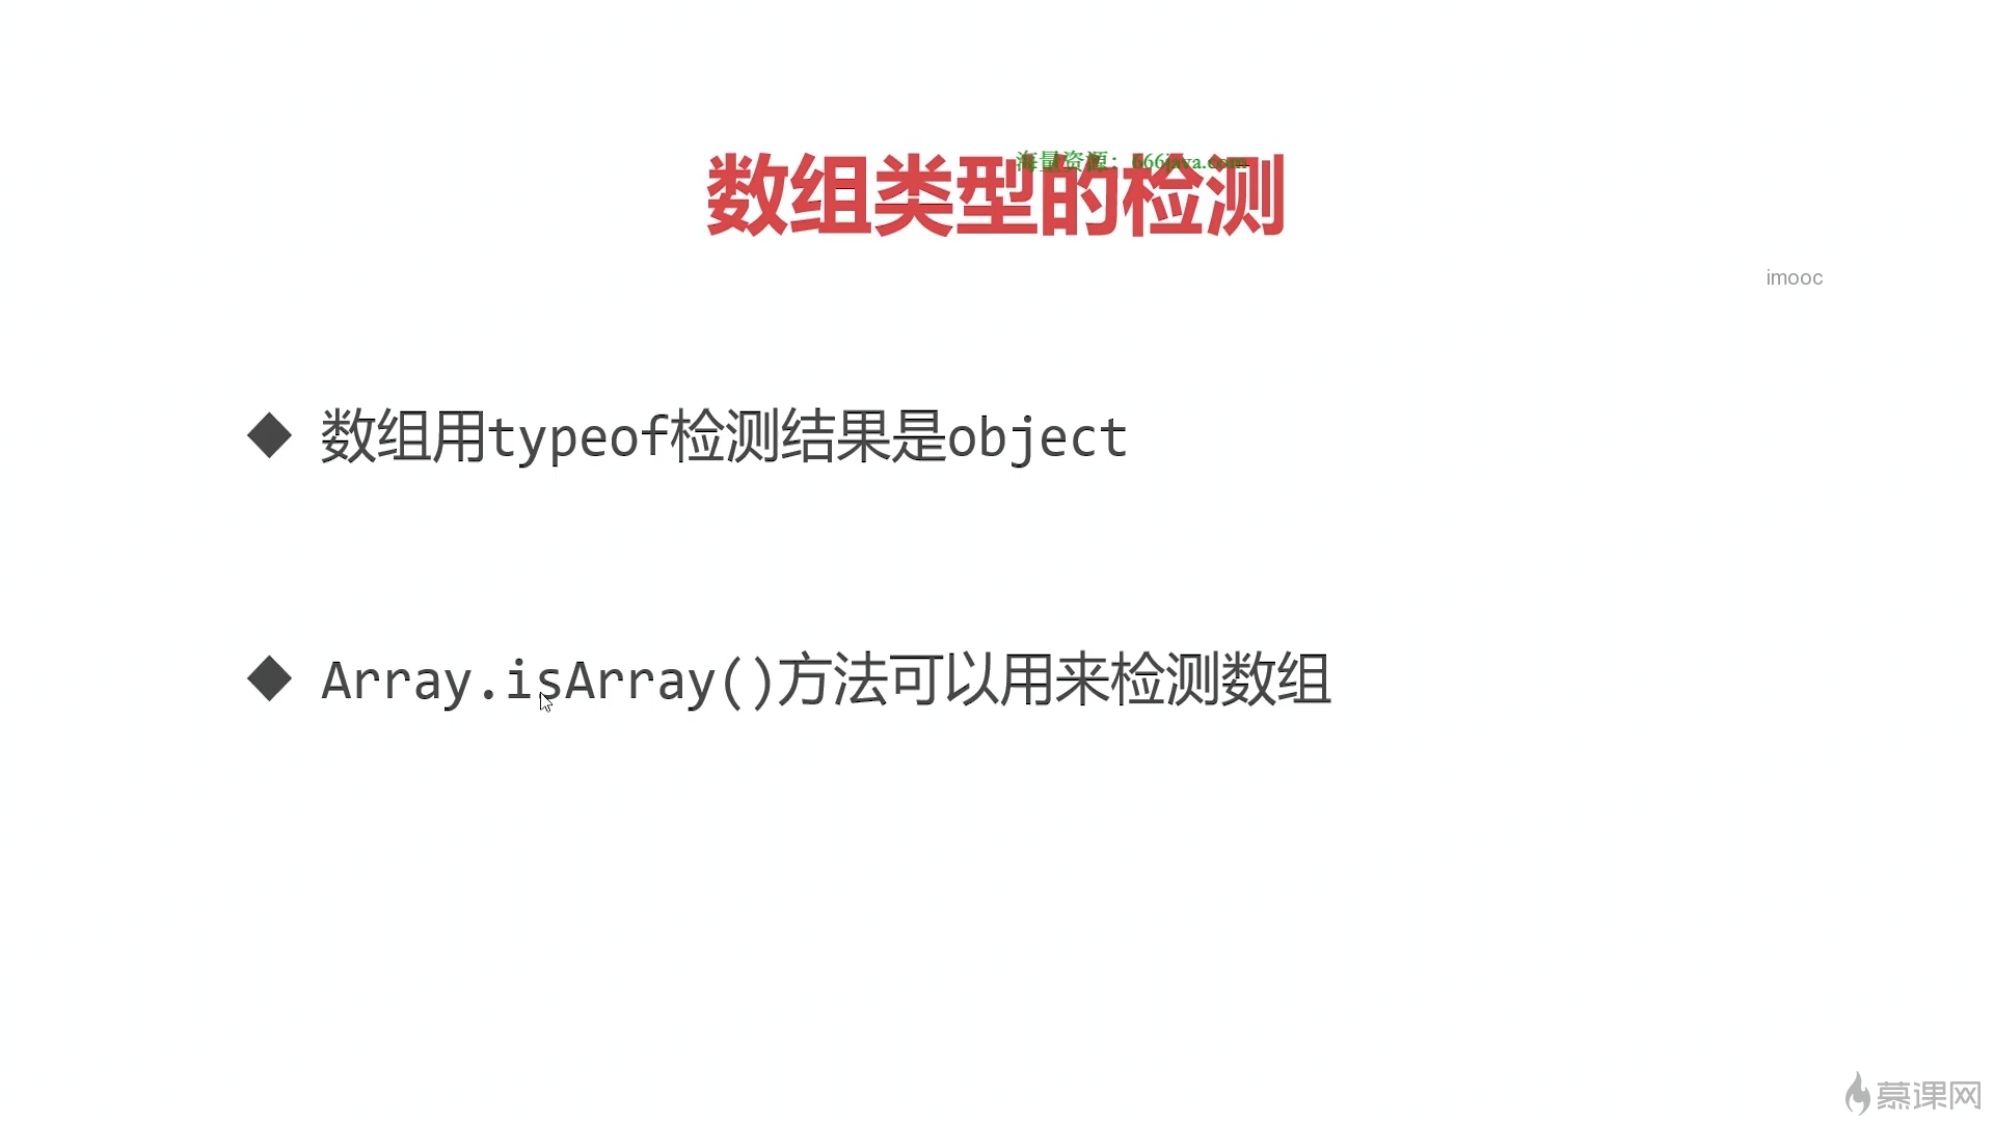 海量资源：666java.com
数组类型的检测
imooc
◆ 数组用typeof检测结果是object
◆ Array.isArray()方法可以用来检测数组
慕课网